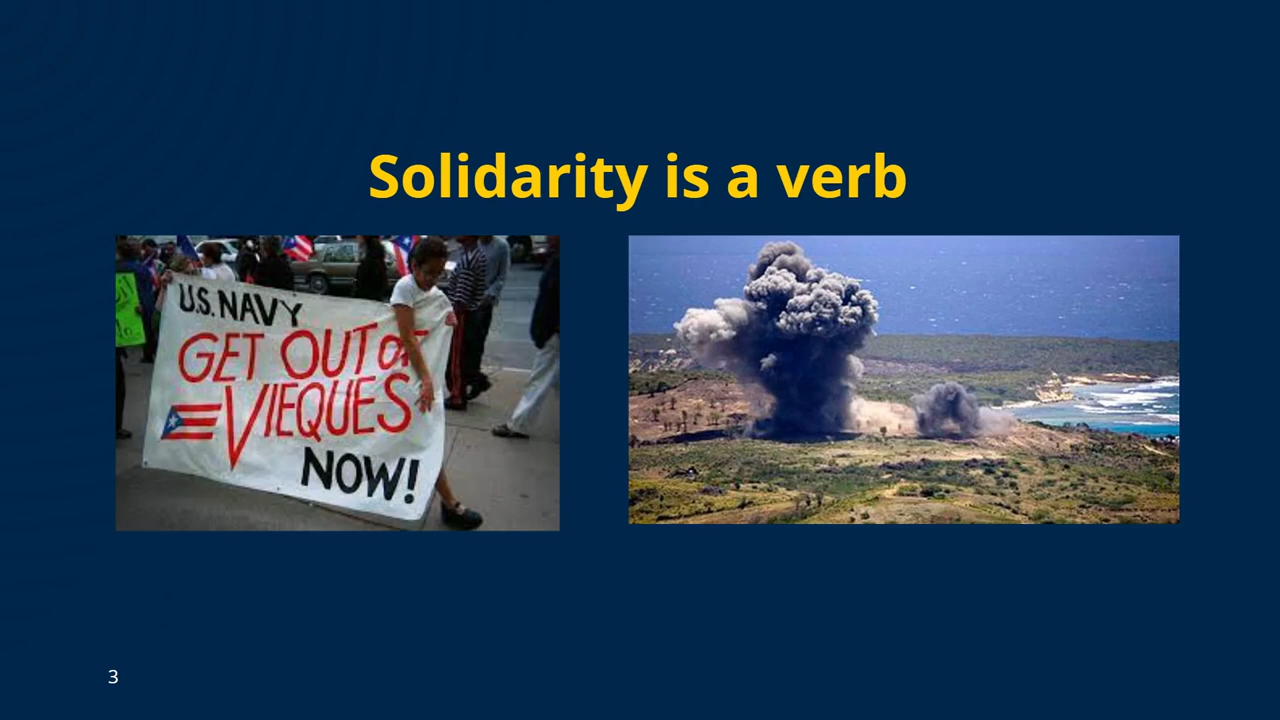 Solidarity is a verb
U.S. NAVY
GET OUT OF
VIEQUES
NOW!
3